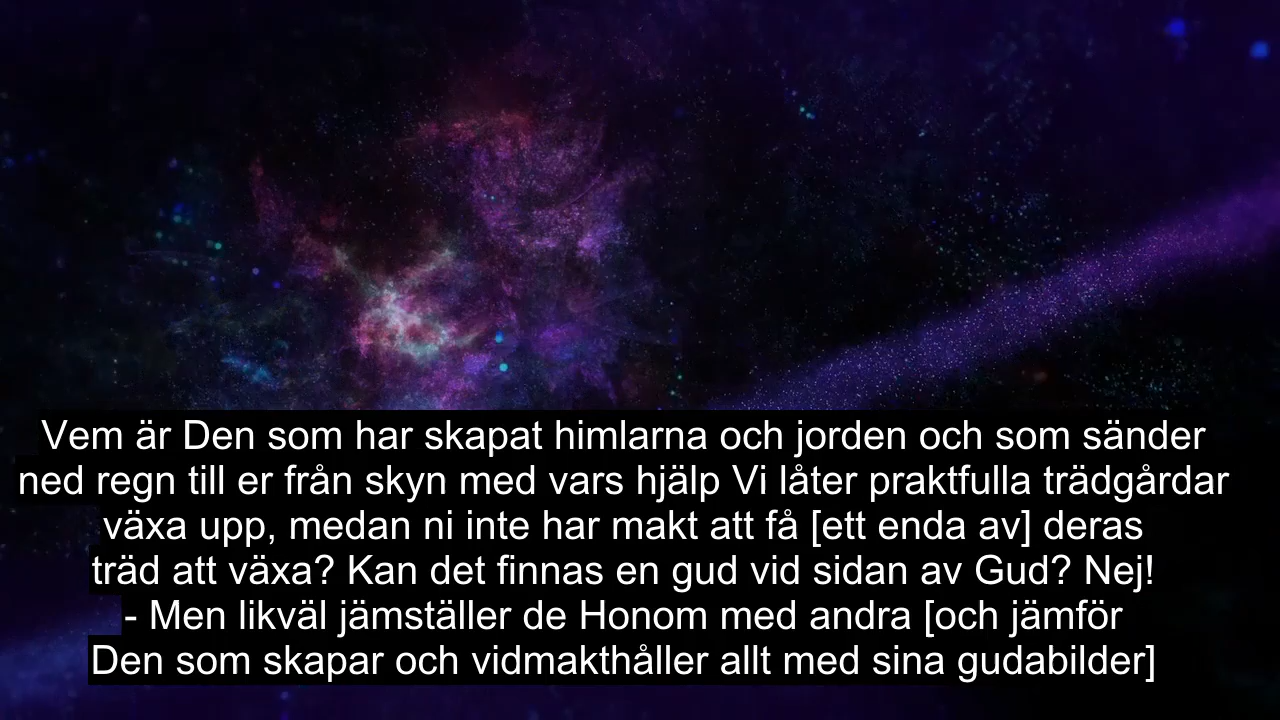 Vem är Den som har skapat himlarna och jorden och som sänder
ned regn till er från skyn med vars hjälp Vi låter praktfulla trädgårdar
växa upp, medan ni inte har makt att få [ett enda av] deras
träd att växa? Kan det finnas en gud vid sidan av Gud? Nej!
- Men likväl jämställer de Honom med andra [och jämför
Den som skapar och vidmakthåller allt med sina gudabilder]